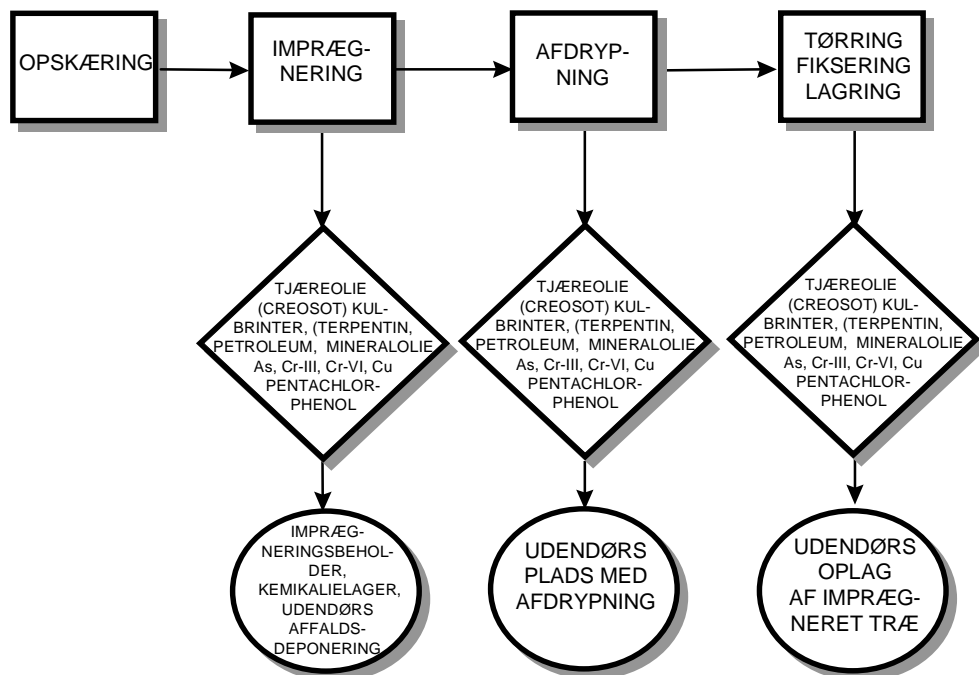 OPSKÆRING
IMPRÆG-
NERING
AFDRYP-
NING
TØRRING
FIKSERING
LAGRING
TJÆREOLIE
(CREOSOT) KUL-
BRINTER, (TERPENTIN,
PETROLEUM, MINERALOLIE
As, Cr-III, Cr-VI, Cu
PENTACHLOR-
PHENOL
TJÆREOLIE
(CREOSOT) KUL-
BRINTER, (TERPENTIN,
PETROLEUM, MINERALOLIE
As, Cr-III, Cr-VI, Cu
PENTACHLOR-
PHENOL
TJÆREOLIE
(CREOSOT) KUL-
BRINTER, (TERPENTIN,
PETROLEUM, MINERALOLIE
As, Cr-III, Cr-VI, Cu
PENTACHLOR-
PHENOL
IMPRÆG-
NERINGSBEHOL-
DER,
KEMIKALIELAGER,
UDENDØRS
AFFALDS-
DEPONERING
UDENDØRS
PLADS MED
AFDRYPNING
UDENDØRS
OPLAG
AF IMPRÆG-
NERET TRÆ